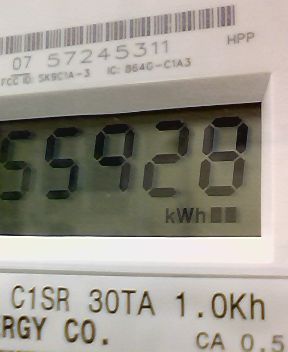 07 57245311
HPP
FCC ID: SK9C1A-3 IC: 864G-C1A3
55928
kWh
C1SR 30TA 1.0Kh
RGY CO.
CA 0.5